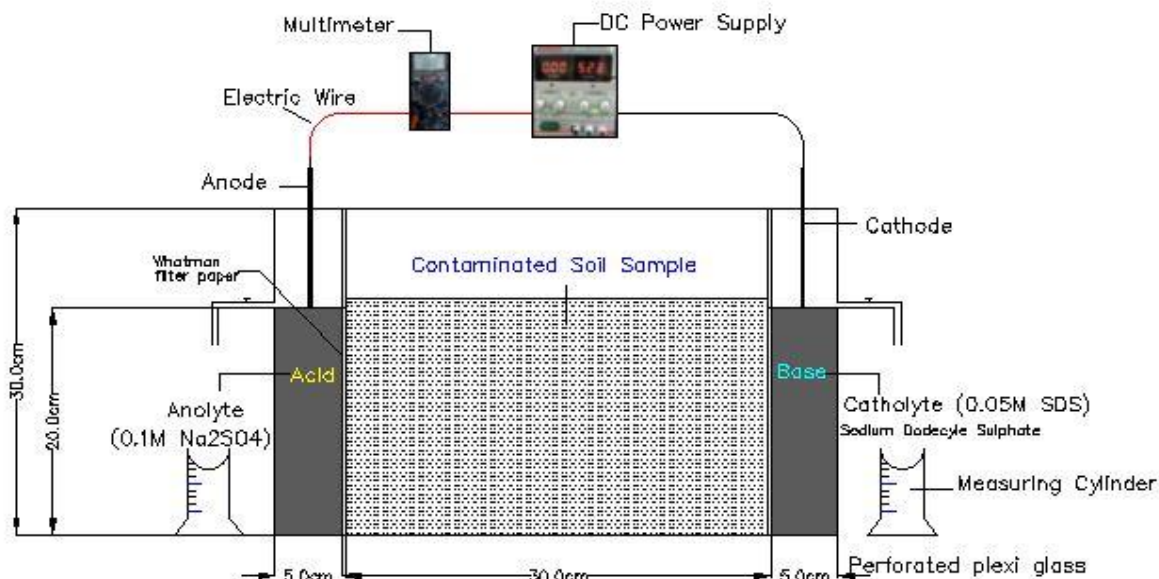 Multimeter
DC Power Supply
Electric Wire
Anode
Cathode
Whatman
filter paper
Contaminated Soil Sample
30.0cm
20.0cm
Acid
Base
Anolyte
(0.1M Na2SO4)
Catholyte (0.05M SDS)
Sodium Dodecyle Sulphate
Measuring Cylinder
5.0cm
30.0cm
5.0cm
Perforated plexi glass